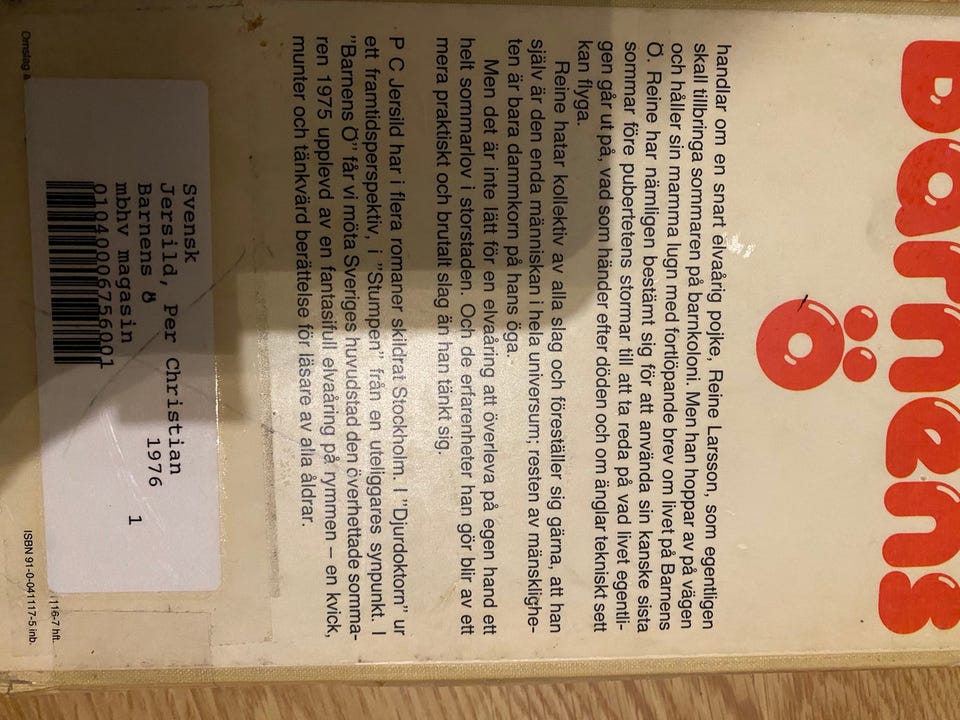 Barnens
Ö
handlar om en snart elvaårig pojke, Reine Larsson, som egentligen
skall tillbringa sommaren på barnkoloni. Men han hoppar av på vägen
och håller sin mamma lugn med fortlöpande brev om livet på Barnens
Ö. Reine har nämligen bestämt sig för att använda sin kanske sista
sommar före pubertetens stormar till att ta reda på vad livet egentli-
gen går ut på, vad som händer efter döden och om änglar tekniskt sett
kan flyga.
Reine hatar kollektiv av alla slag och föreställer sig gärna, att han
själv är den enda människan i hela universum; resten av mänsklighe-
ten är bara dammkorn på hans öga.
Men det är inte lätt för en elvaåring att överleva på egen hand ett
helt sommarlov i storstaden. Och de erfarenheter han gör blir av ett
mera praktiskt och brutalt slag än han tänkt sig.
P C Jersild har i flera romaner skildrat Stockholm. I "Djurdoktorn" ur
ett framtidsperspektiv, i "Stumpen" från en uteliggares synpunkt. I
"Barnens Ö" får vi möta Sveriges huvudstad den överhettade somma-
ren 1975 upplevd av en fantasifull elvaåring på rymmen – en kvick,
munter och tänkvärd berättelse för läsare av alla åldrar.
Svensk
Jersild, Per Christian
Barnens ö 1976
mbhv magasin 1
01040006756001
Omslag
116-7 hft.
ISBN 91-0-041117-5 inb.